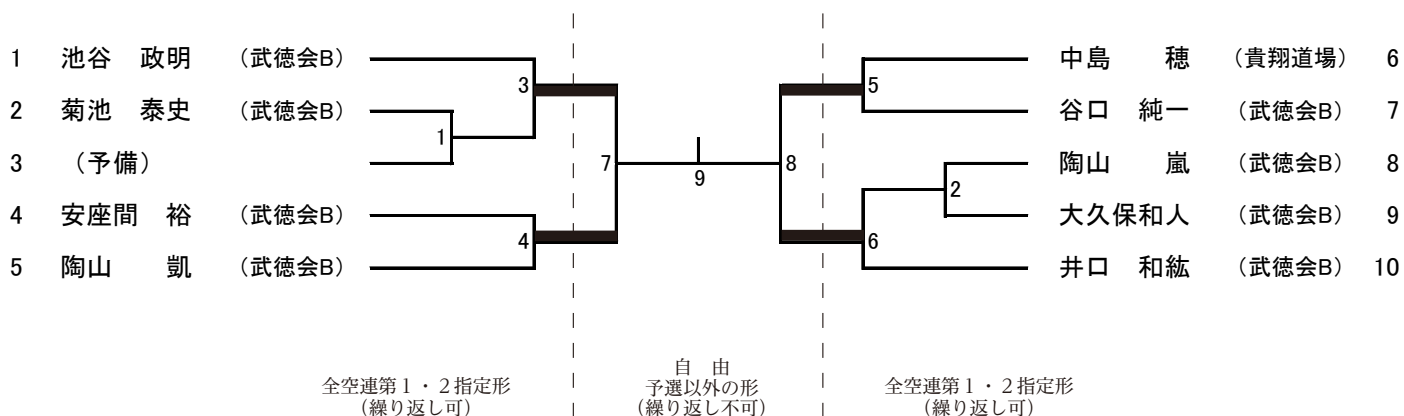 1 池谷 政明 (武徳会B)
2 菊池 泰史 (武徳会B)
3 (予備)
4 安座間 裕 (武徳会B)
5 陶山 凱 (武徳会B)
3
1
4
7
9
8
5
2
6
中島 穂 (貴翔道場) 6
谷口 純一 (武徳会B) 7
陶山 嵐 (武徳会B) 8
大久保和人 (武徳会B) 9
井口 和紘 (武徳会B) 10
全空連第1・2指定形
(繰り返し可)
自 由
予選以外の形
(繰り返し不可)
全空連第1・2指定形
(繰り返し可)